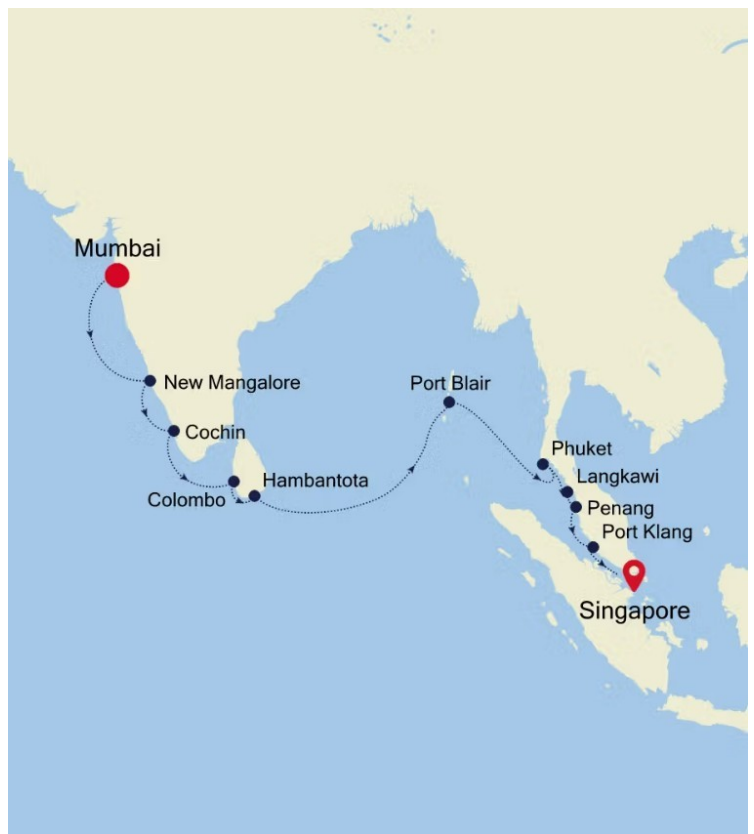 Mumbai
New Mangalore
Cochin
Colombo
Hambantota
Port Blair
Phuket
Langkawi
Penang
Port Klang
Singapore